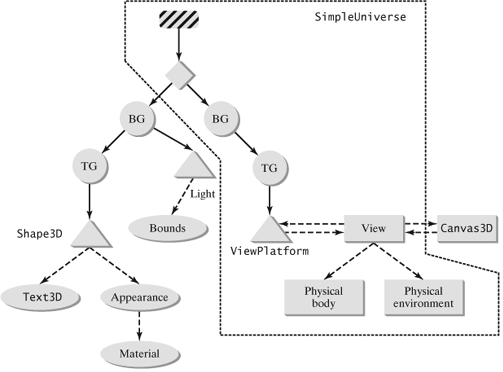 SimpleUniverse
BG
BG
TG
TG
Light
Shape3D
Bounds
ViewPlatform
View
Canvas3D
Text3D
Appearance
Physical
body
Physical
environment
Material